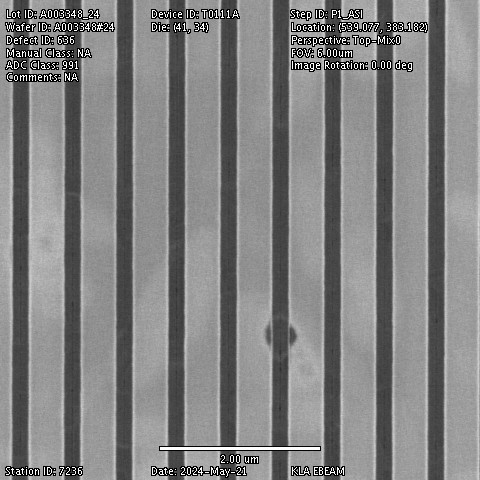 Lot ID: A003348_24
Wafer ID: A003348#24
Defect ID: 636
Manual Class: NA
ADC Class: 991
Comments: NA
Device ID: T0111A
Die: (41, 34)
Step ID: P1_ASI
Location: (539.077, 383.182)
Perspective: Top-Mix0
FOV: 6.00um
Image Rotation: 0.00 deg
2.00 um
Station ID: 7236
Date: 2024-May-21
KLA EBEAM